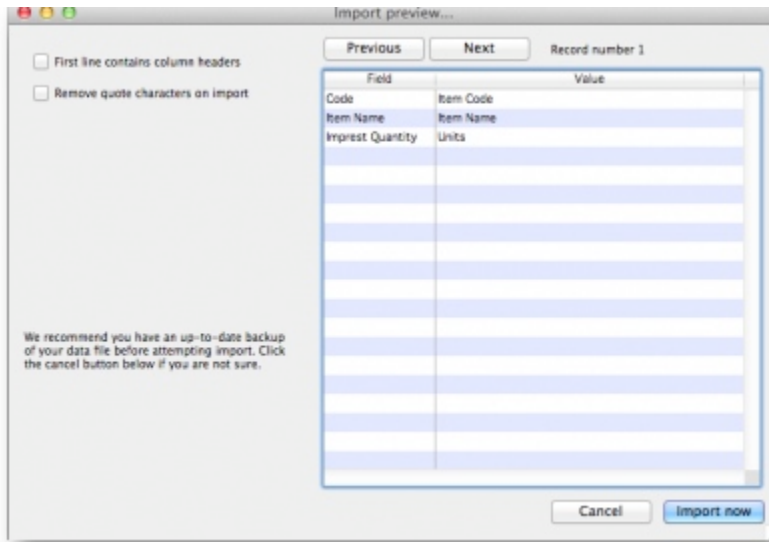 Import preview...
Previous Next Record number 1
First line contains column headers
Remove quote characters on import
Field Value
Code Item Code
Item Name Item Name
Imprest Quantity Units
We recommend you have an up-to-date backup
of your data file before attempting import. Click
the cancel button below if you are not sure.
Cancel Import now